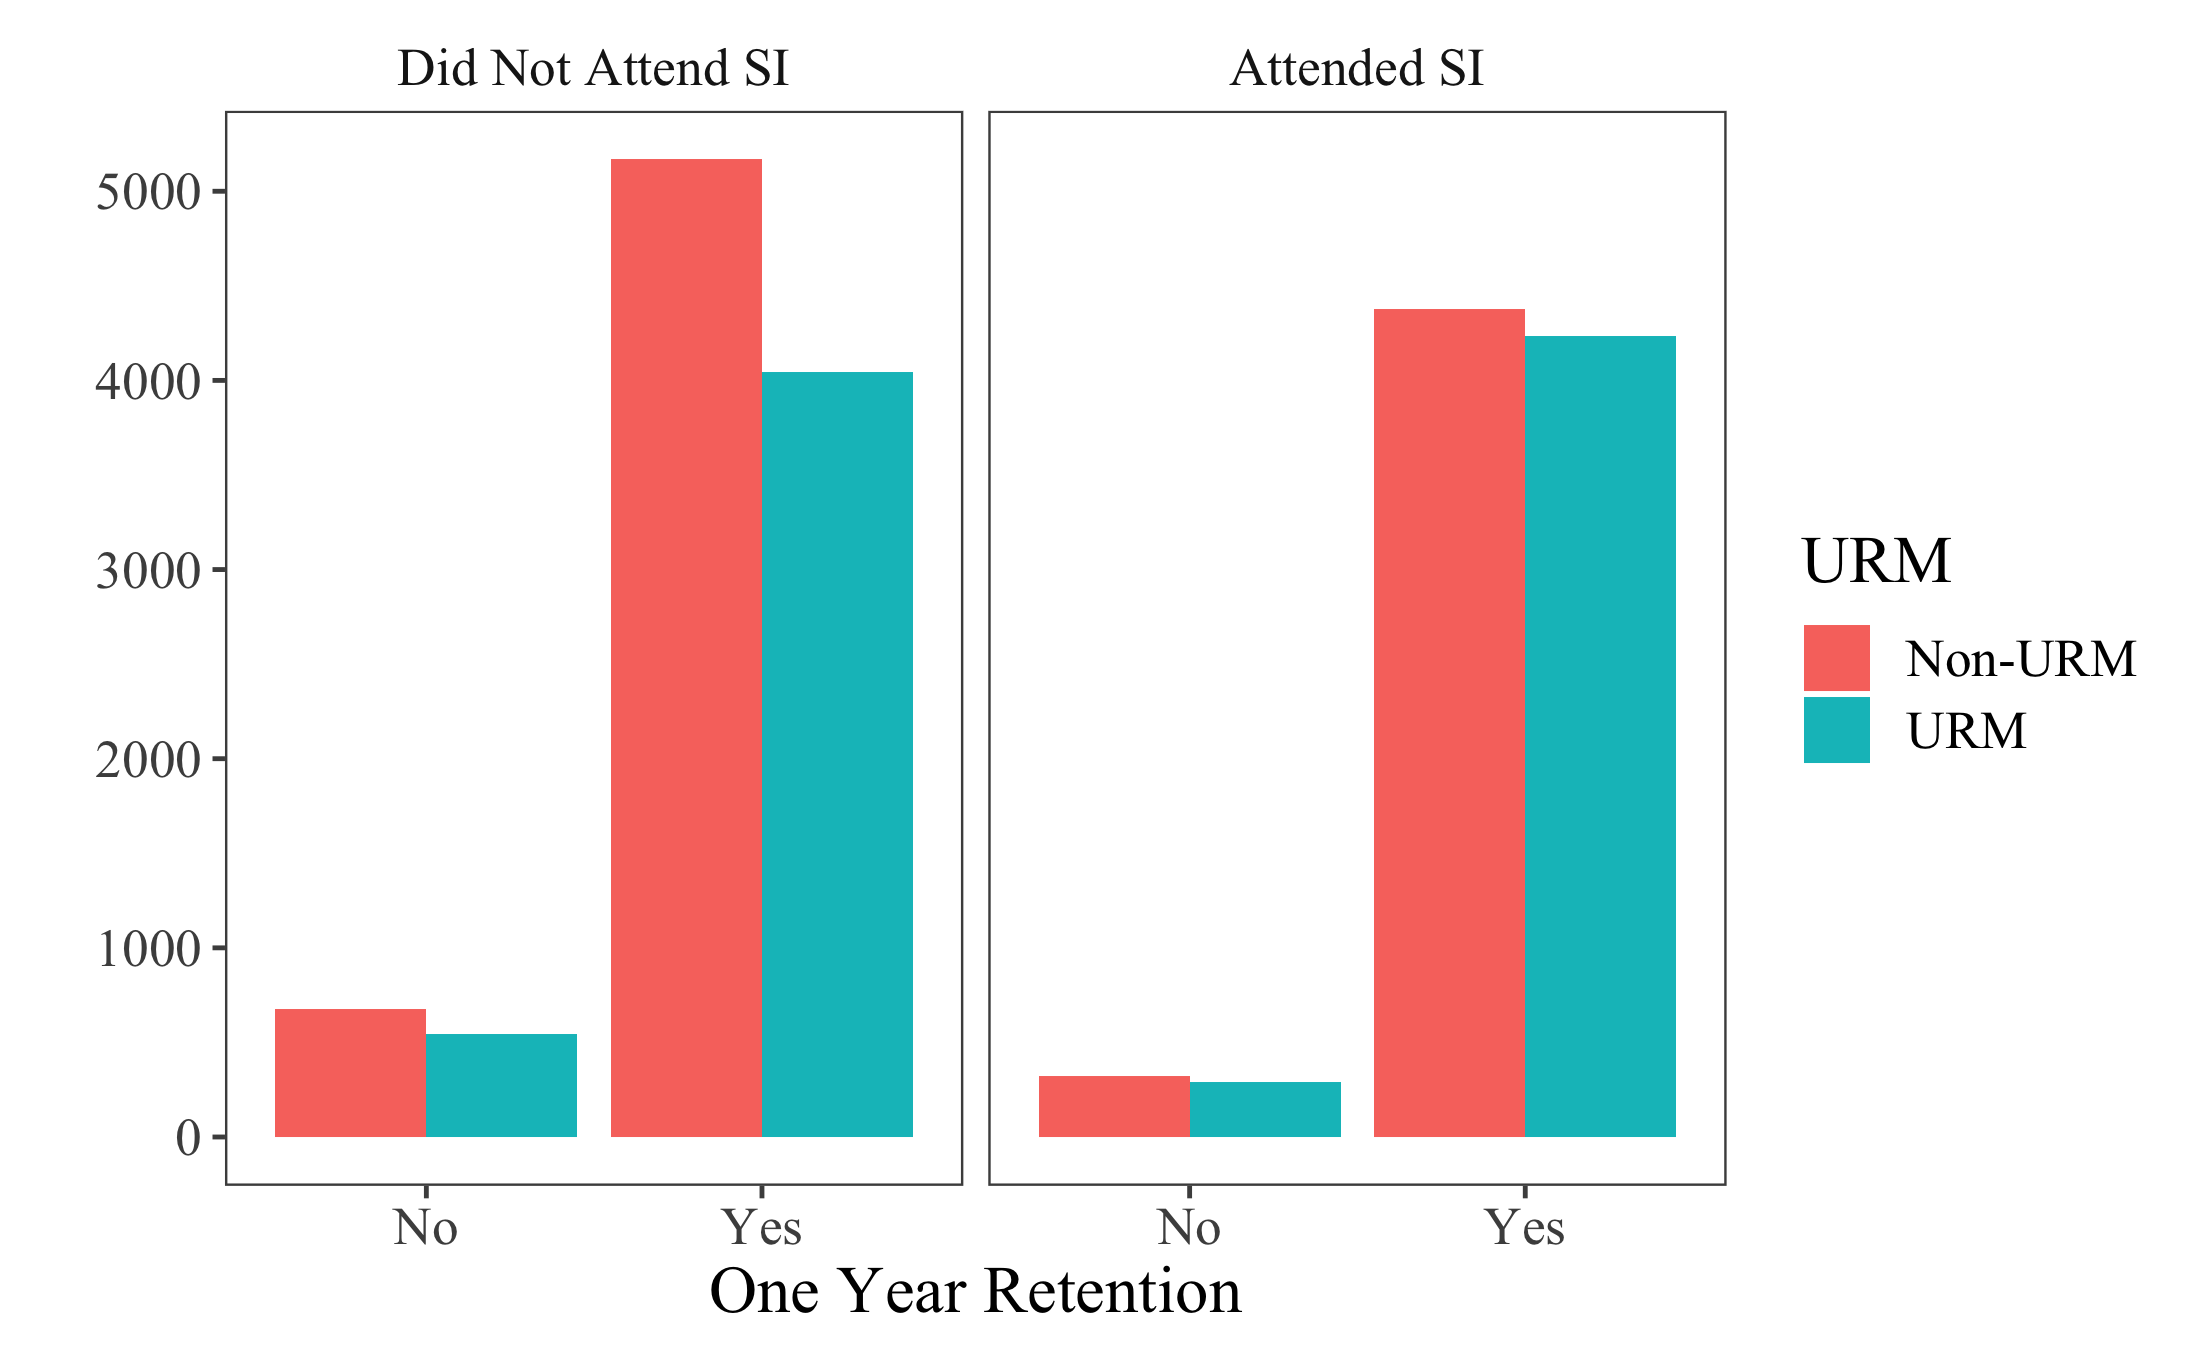 Did Not Attend SI
Attended SI
5000
4000
3000
2000
1000
0
No
Yes
No
Yes
One Year Retention
URM
Non-URM
URM